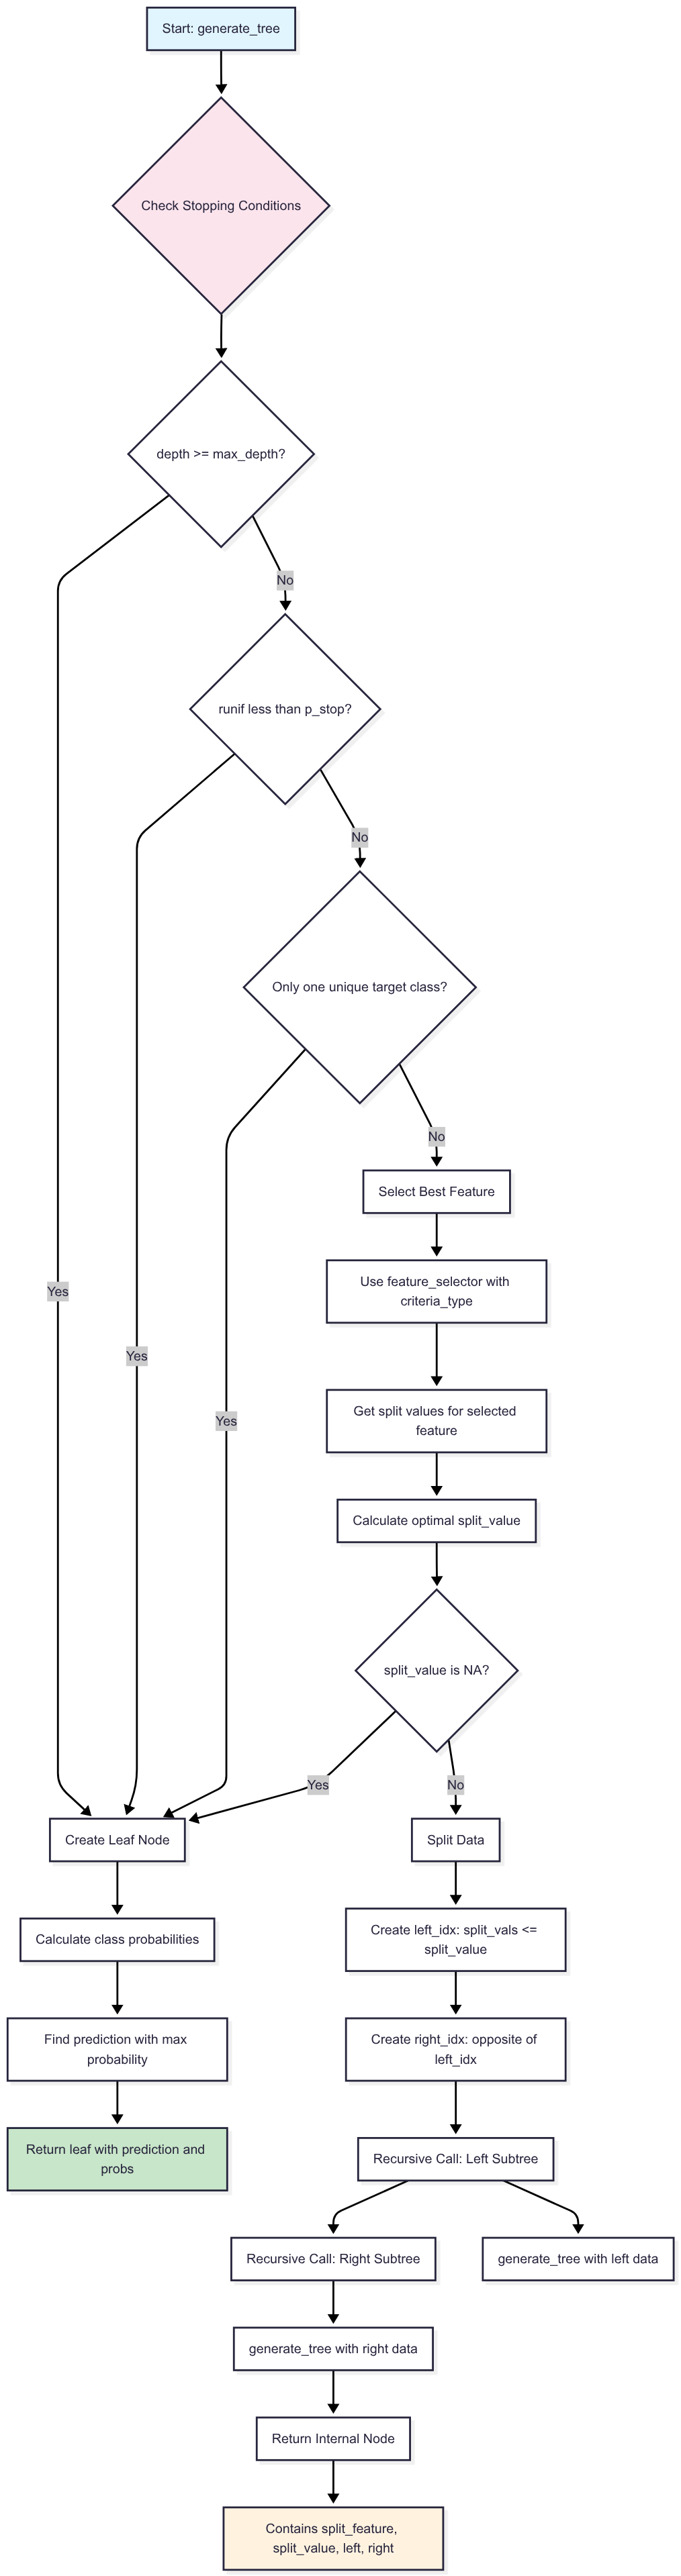 Start: generate_tree
Check Stopping Conditions
depth >= max_depth?
No
runif less than p_stop?
No
Only one unique target class?
No
Select Best Feature
Use feature_selector with
criteria_type
Yes
Yes
Get split values for selected
feature
Yes
Calculate optimal split_value
split_value is NA?
Yes
No
Create Leaf Node
Split Data
Calculate class probabilities
Create left_idx: split_vals <=
split_value
Find prediction with max
probability
Create right_idx: opposite of
left_idx
Return leaf with prediction and
probs
Recursive Call: Left Subtree
Recursive Call: Right Subtree
generate_tree with left data
generate_tree with right data
Return Internal Node
Contains split_feature,
split_value, left, right